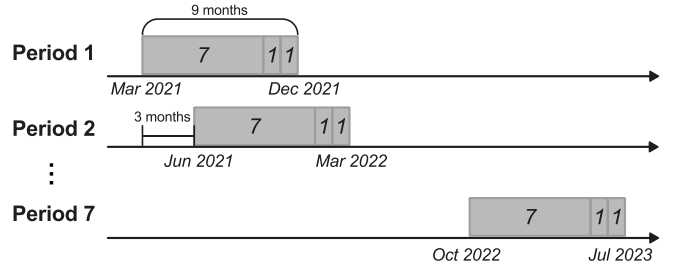 9 months
Period 1
7 1 1
Mar 2021 Dec 2021
3 months
Period 2
7 1 1
Jun 2021 Mar 2022
⋮
Period 7
7 1 1
Oct 2022 Jul 2023